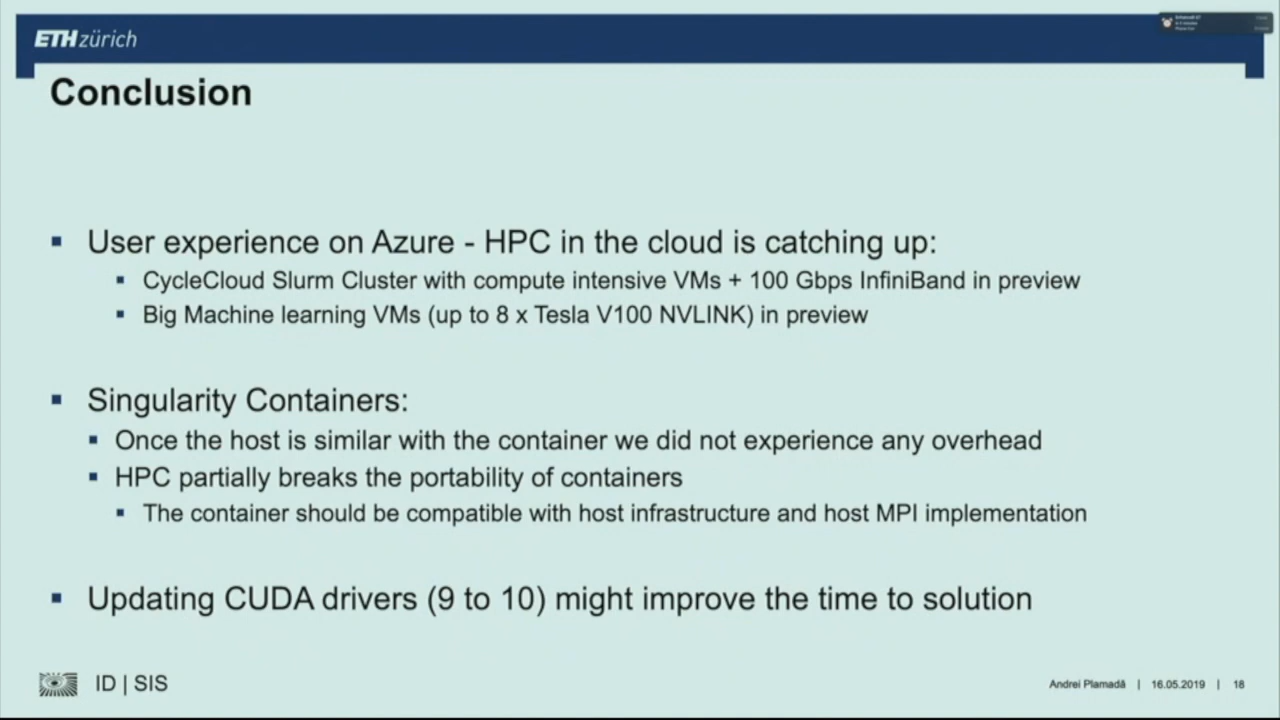 ETH zürich
Conclusion
User experience on Azure - HPC in the cloud is catching up:
CycleCloud Slurm Cluster with compute intensive VMs + 100 Gbps InfiniBand in preview
Big Machine learning VMs (up to 8 x Tesla V100 NVLINK) in preview
Singularity Containers:
Once the host is similar with the container we did not experience any overhead
HPC partially breaks the portability of containers
The container should be compatible with host infrastructure and host MPI implementation
Updating CUDA drivers (9 to 10) might improve the time to solution
ID | SIS
Andrei Plamadă | 16.05.2019 | 18